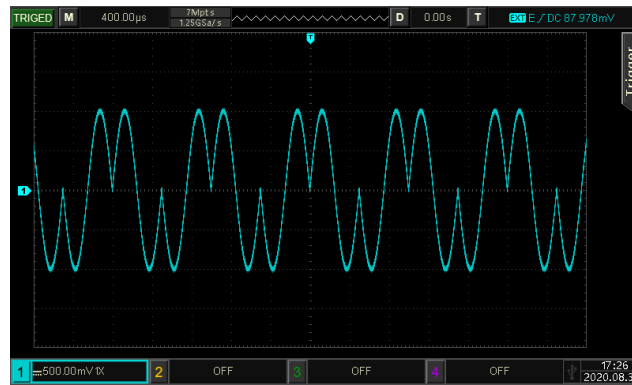 TRIGED M 400.00μs 7Mpts D 0.00s T EXT E DC 87.978mV
1.25GSa/s
T
Trigger
1
1 500.00mV 1X 2 OFF 3 OFF 4 OFF 17:26
2020.08.3